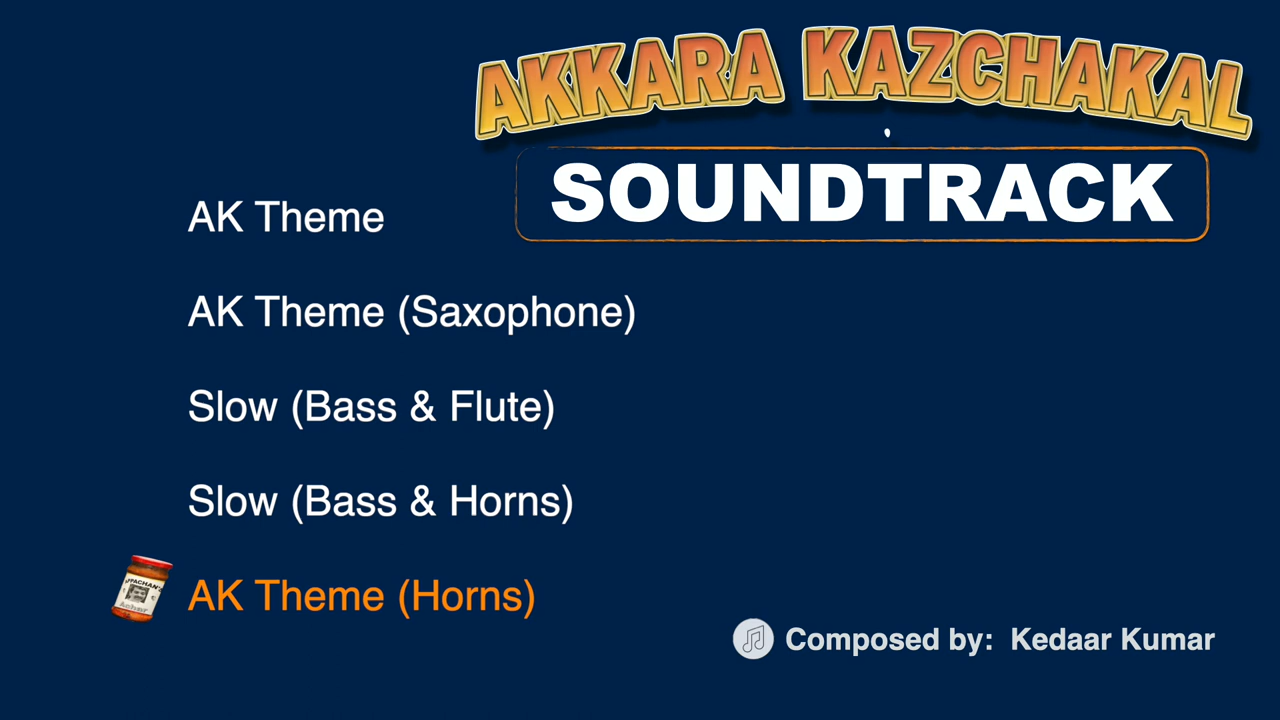 AKKARA KAZCHAKAL
SOUNDTRACK
AK Theme
AK Theme (Saxophone)
Slow (Bass & Flute)
Slow (Bass & Horns)
AK Theme (Horns)
Composed by: Kedaar Kumar